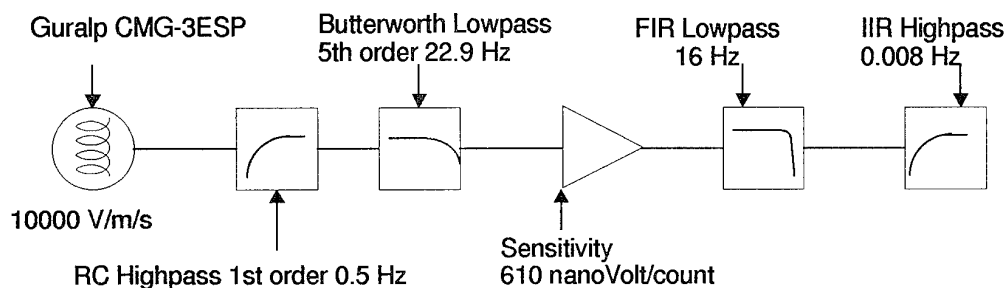 Guralp CMG-3ESP
Butterworth Lowpass
5th order 22.9 Hz
FIR Lowpass
16 Hz
IIR Highpass
0.008 Hz
10000 V/m/s
RC Highpass 1st order 0.5 Hz
Sensitivity
610 nanoVolt/count